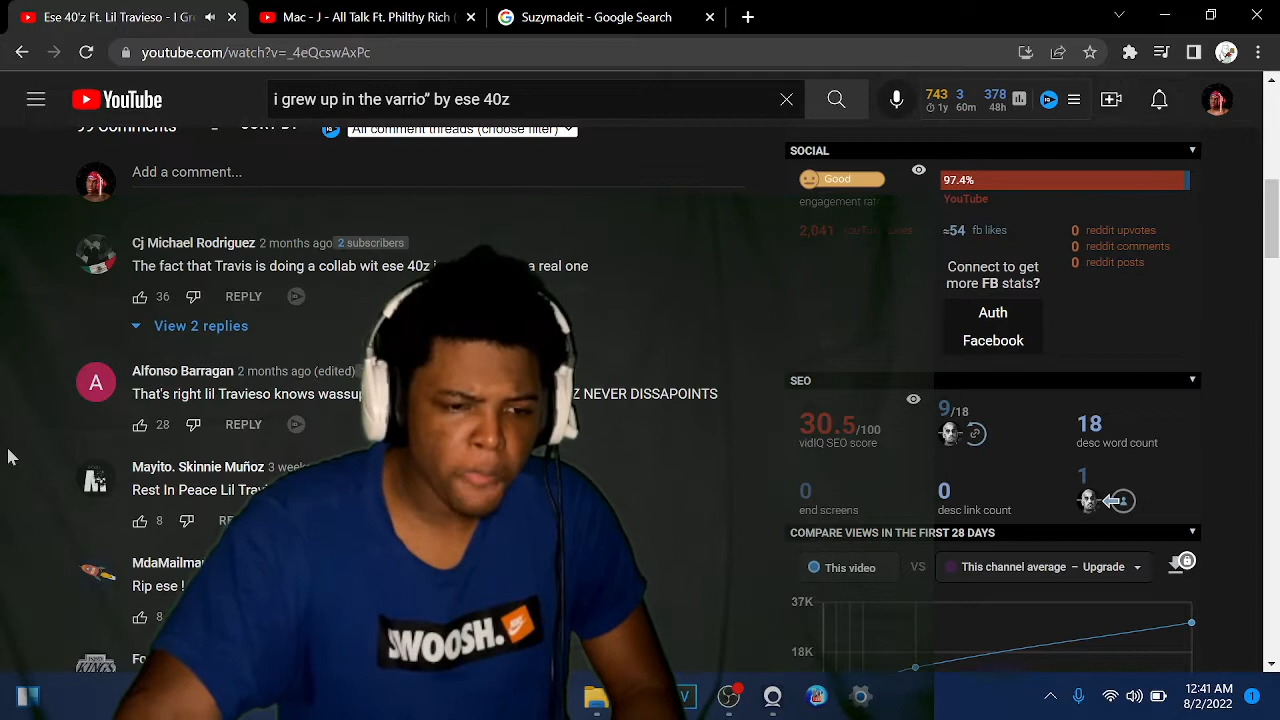 Ese 40'z Ft. Lil Travieso - I Gr
Mac - J - All Talk Ft. Philthy Rich (
Suzymadeit - Google Search
youtube.com/watch?v=_4eQcswAxPc
YouTube
i grew up in the varrio” by ese 40z
743 3 378
1y 60m 48h
All comment threads (choose filter)
Add a comment...
Cj Michael Rodriguez 2 months ago 2 subscribers
The fact that Travis is doing a collab wit ese 40z a real one
36 REPLY
View 2 replies
A
Alfonso Barragan 2 months ago (edited)
That's right lil Travieso knows wassup Z NEVER DISSAPOINTS
28 REPLY
Mayito. Skinnie Muñoz 3 week
Rest In Peace Lil
8
MdaMailman
Rip ese !
8
KINGS
SWOOSH.
SOCIAL
Good
engagement rate
2,041 YouTube likes
97.4%
YouTube
≈54 fb likes
Connect to get
more FB stats?
Auth
Facebook
0 reddit upvotes
0 reddit comments
0 reddit posts
SEO
30.5/100
vidIQ SEO score
9/18
18
desc word count
0
end screens
0
desc link count
1
COMPARE VIEWS IN THE FIRST 28 DAYS
This video VS This channel average – Upgrade
37K
18K
V
12:41 AM
8/2/2022
1